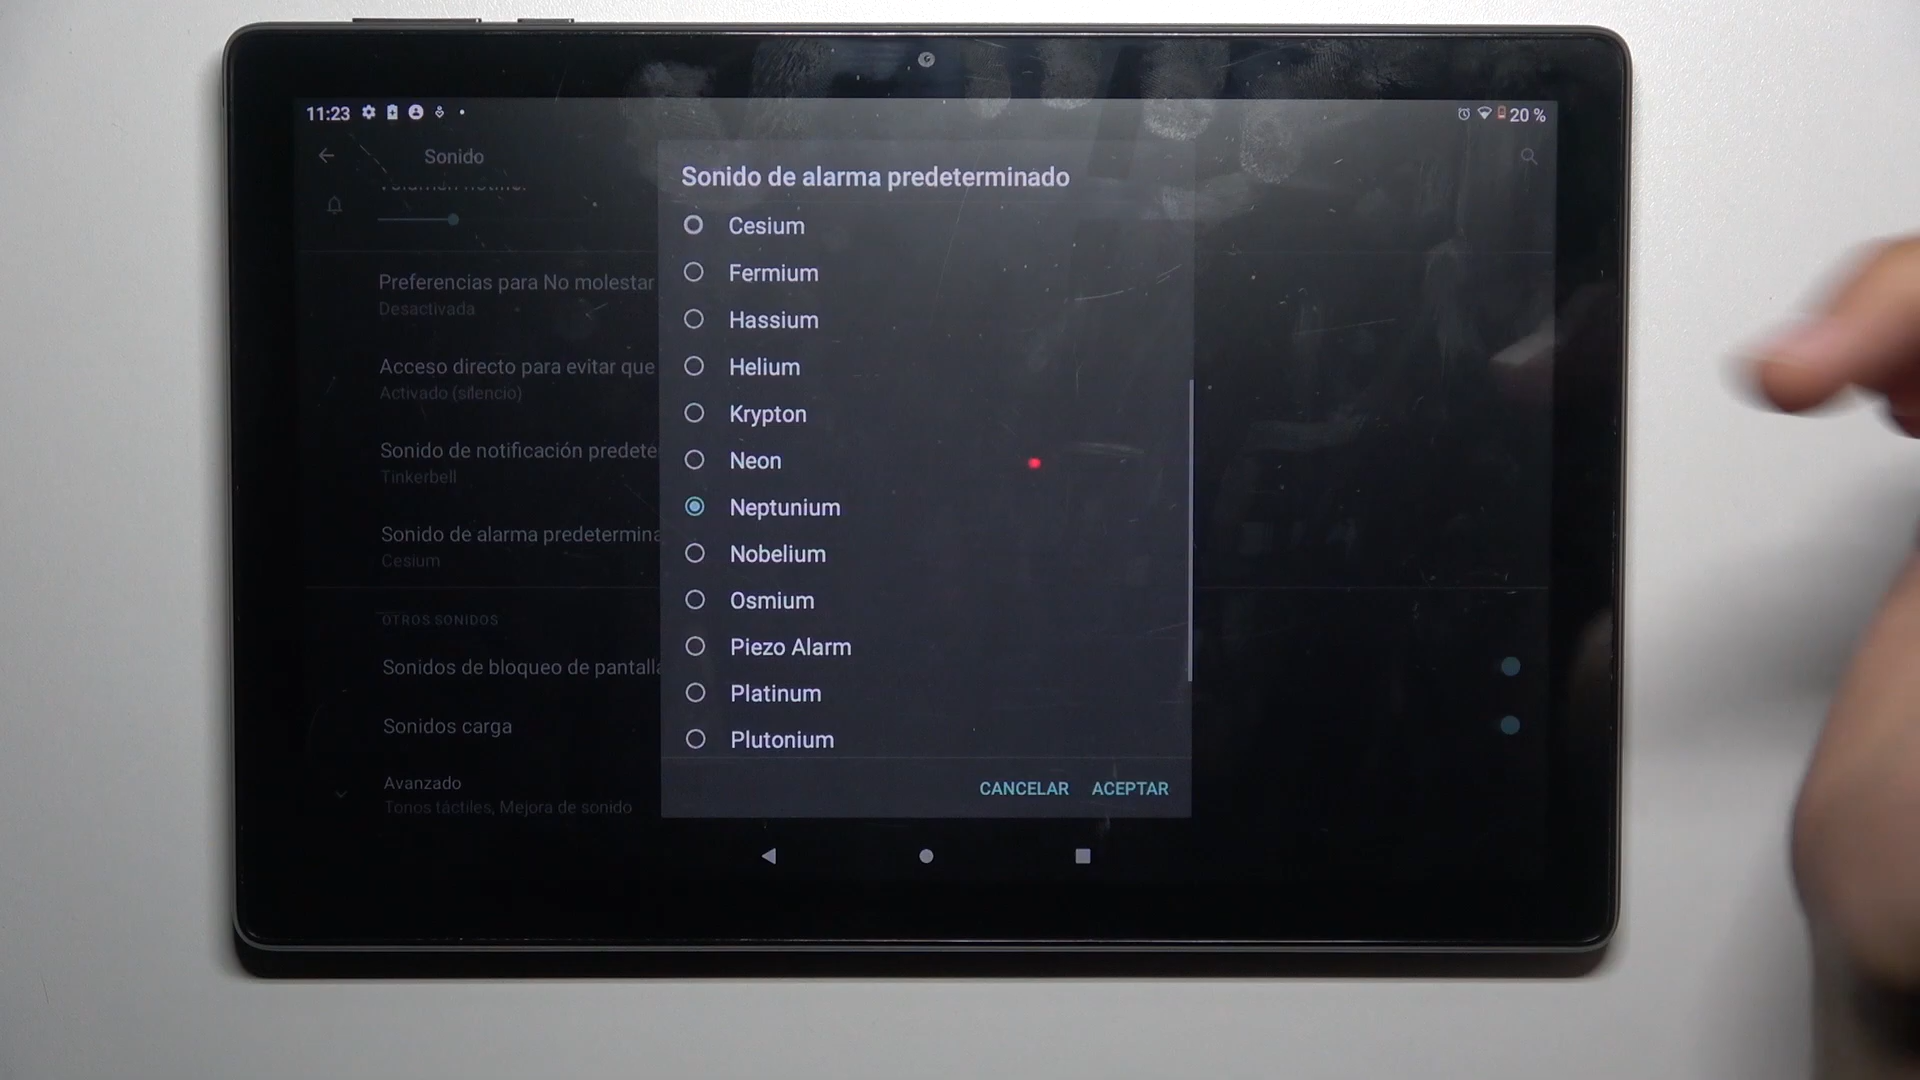 11:23
20 %
Sonido
Preferencias para No molestar
Desactivada
Acceso directo para evitar que
Activado (silencio)
Sonido de notificación predete
Tinkerbell
Sonido de alarma predetermina
Cesium
OTROS SONIDOS
Sonidos de bloqueo de pantalla
Sonidos carga
Avanzado
Tonos táctiles, Mejora de sonido
Sonido de alarma predeterminado
Cesium
Fermium
Hassium
Helium
Krypton
Neon
Neptunium
Nobelium
Osmium
Piezo Alarm
Platinum
Plutonium
CANCELAR ACEPTAR